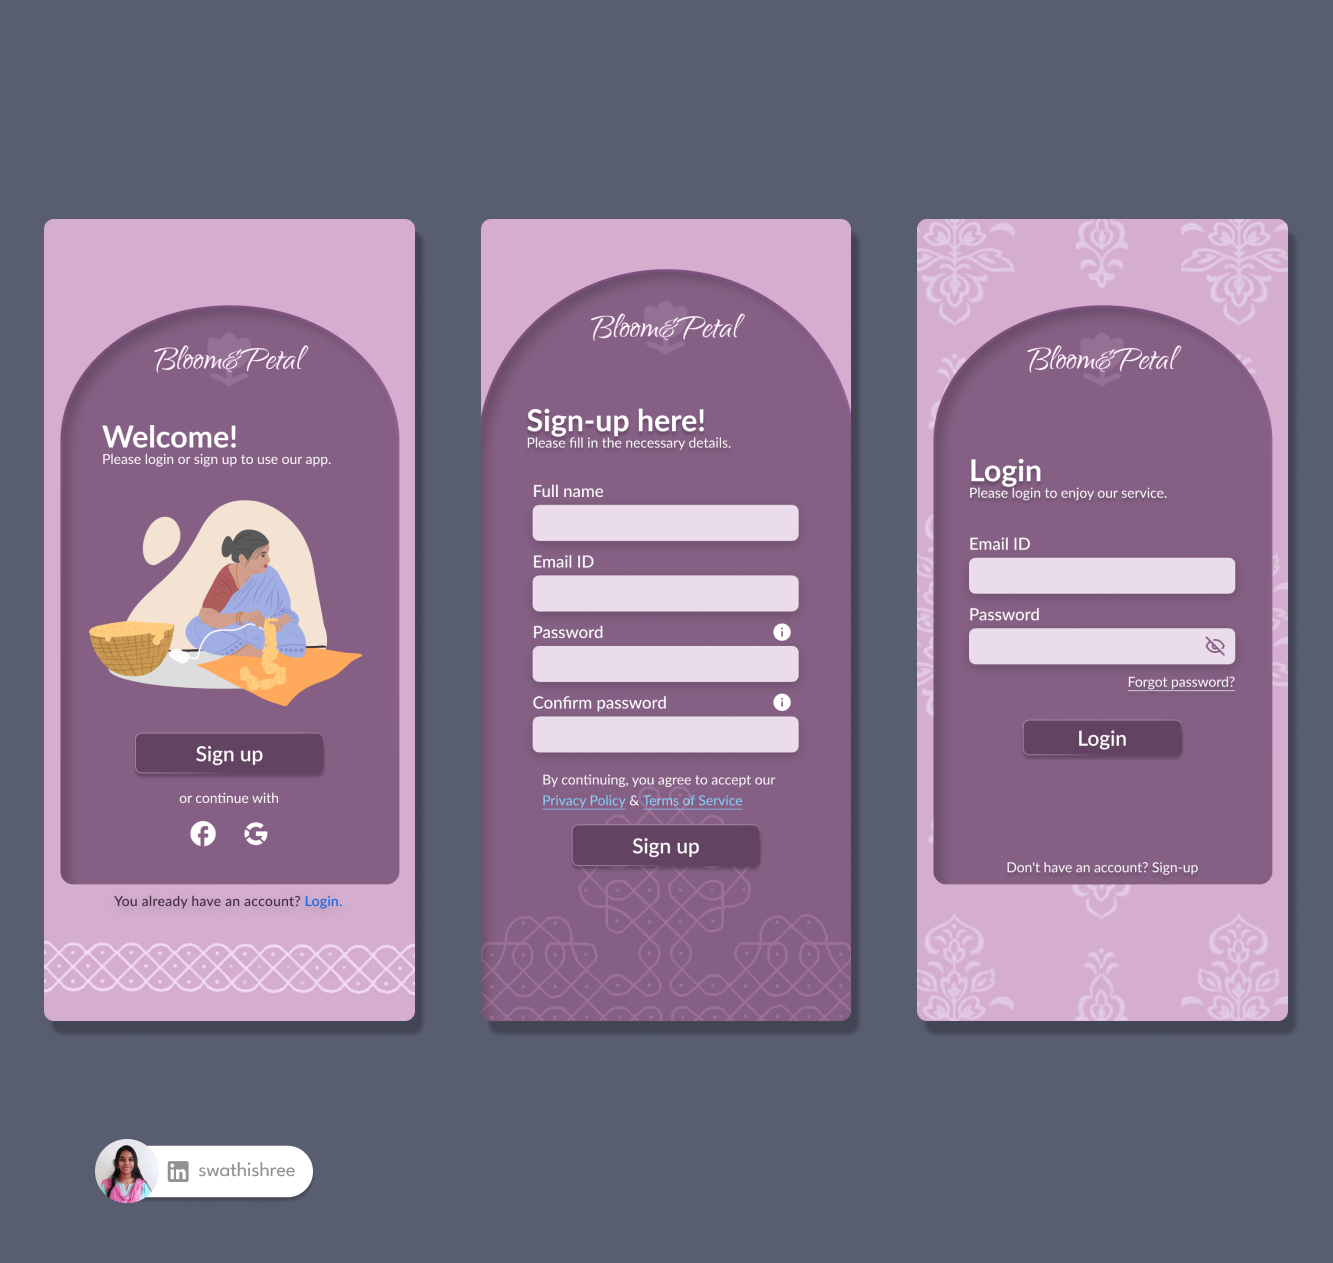 Bloom & Petal
Welcome!
Please login or sign up to use our app.
Sign up
or continue with
You already have an account? Login.
Bloom & Petal
Sign-up here!
Please fill in the necessary details.
Full name
Email ID
Password
Confirm password
By continuing, you agree to accept our
Privacy Policy & Terms of Service
Sign up
Bloom & Petal
Login
Please login to enjoy our service.
Email ID
Password
Forgot password?
Login
Don't have an account? Sign-up
in swathishree